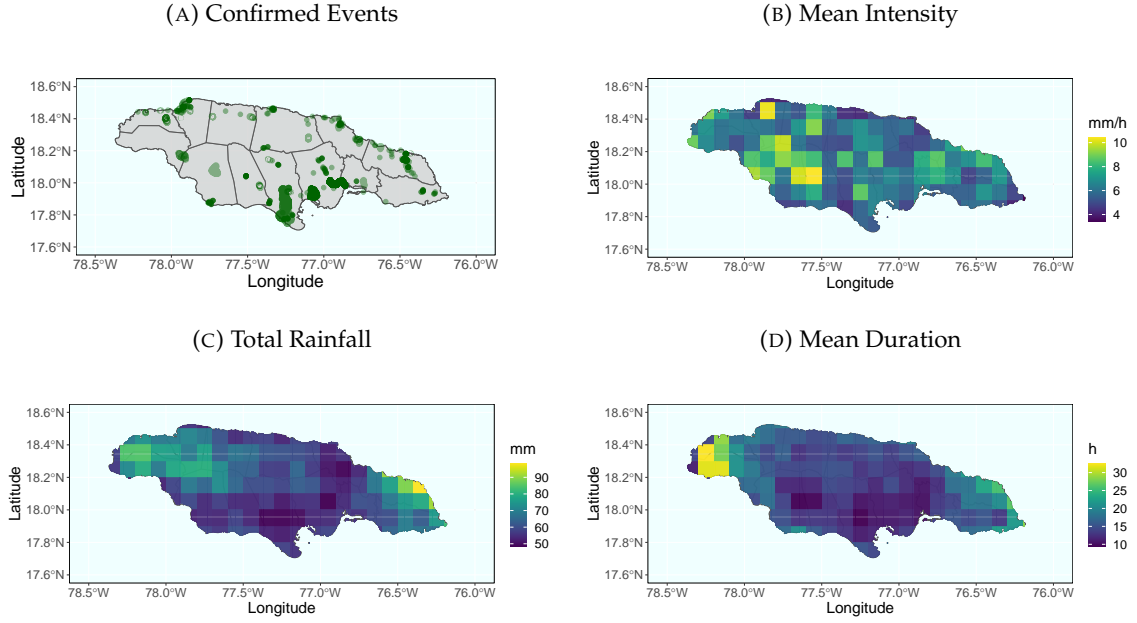 (A) Confirmed Events
18.6°N
18.4°N
18.2°N
18.0°N
17.8°N
17.6°N
Latitude
78.5°W 78.0°W 77.5°W 77.0°W 76.5°W 76.0°W
Longitude
(B) Mean Intensity
18.6°N
18.4°N
18.2°N
18.0°N
17.8°N
17.6°N
Latitude
78.5°W 78.0°W 77.5°W 77.0°W 76.5°W 76.0°W
Longitude
mm/h
10
8
6
4
(C) Total Rainfall
18.6°N
18.4°N
18.2°N
18.0°N
17.8°N
17.6°N
Latitude
78.5°W 78.0°W 77.5°W 77.0°W 76.5°W 76.0°W
Longitude
mm
90
80
70
60
50
(D) Mean Duration
18.6°N
18.4°N
18.2°N
18.0°N
17.8°N
17.6°N
Latitude
78.5°W 78.0°W 77.5°W 77.0°W 76.5°W 76.0°W
Longitude
h
30
25
20
15
10